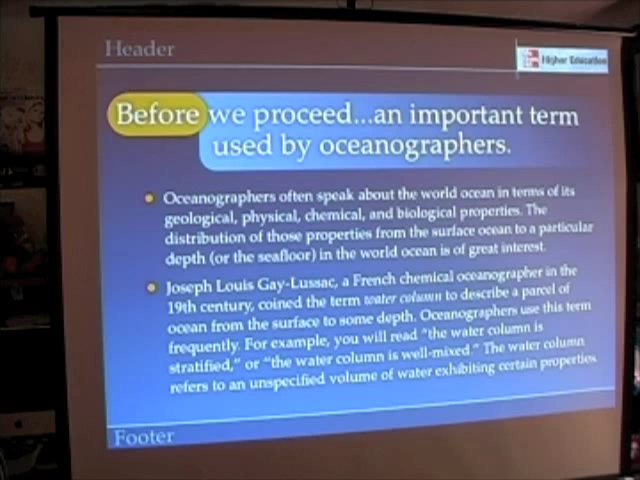 Header
Higher Education
Before we proceed...an important term
used by oceanographers.
Oceanographers often speak about the world ocean in terms of its
geological, physical, chemical, and biological properties. The
distribution of those properties from the surface ocean to a particular
depth (or the seafloor) in the world ocean is of great interest.
Joseph Louis Gay-Lussac, a French chemical oceanographer in the
19th century, coined the term water column to describe a parcel of
ocean from the surface to some depth. Oceanographers use this term
frequently. For example, you will read "the water column is
stratified," or "the water column is well-mixed." The water column
refers to an unspecified volume of water exhibiting certain properties
Footer